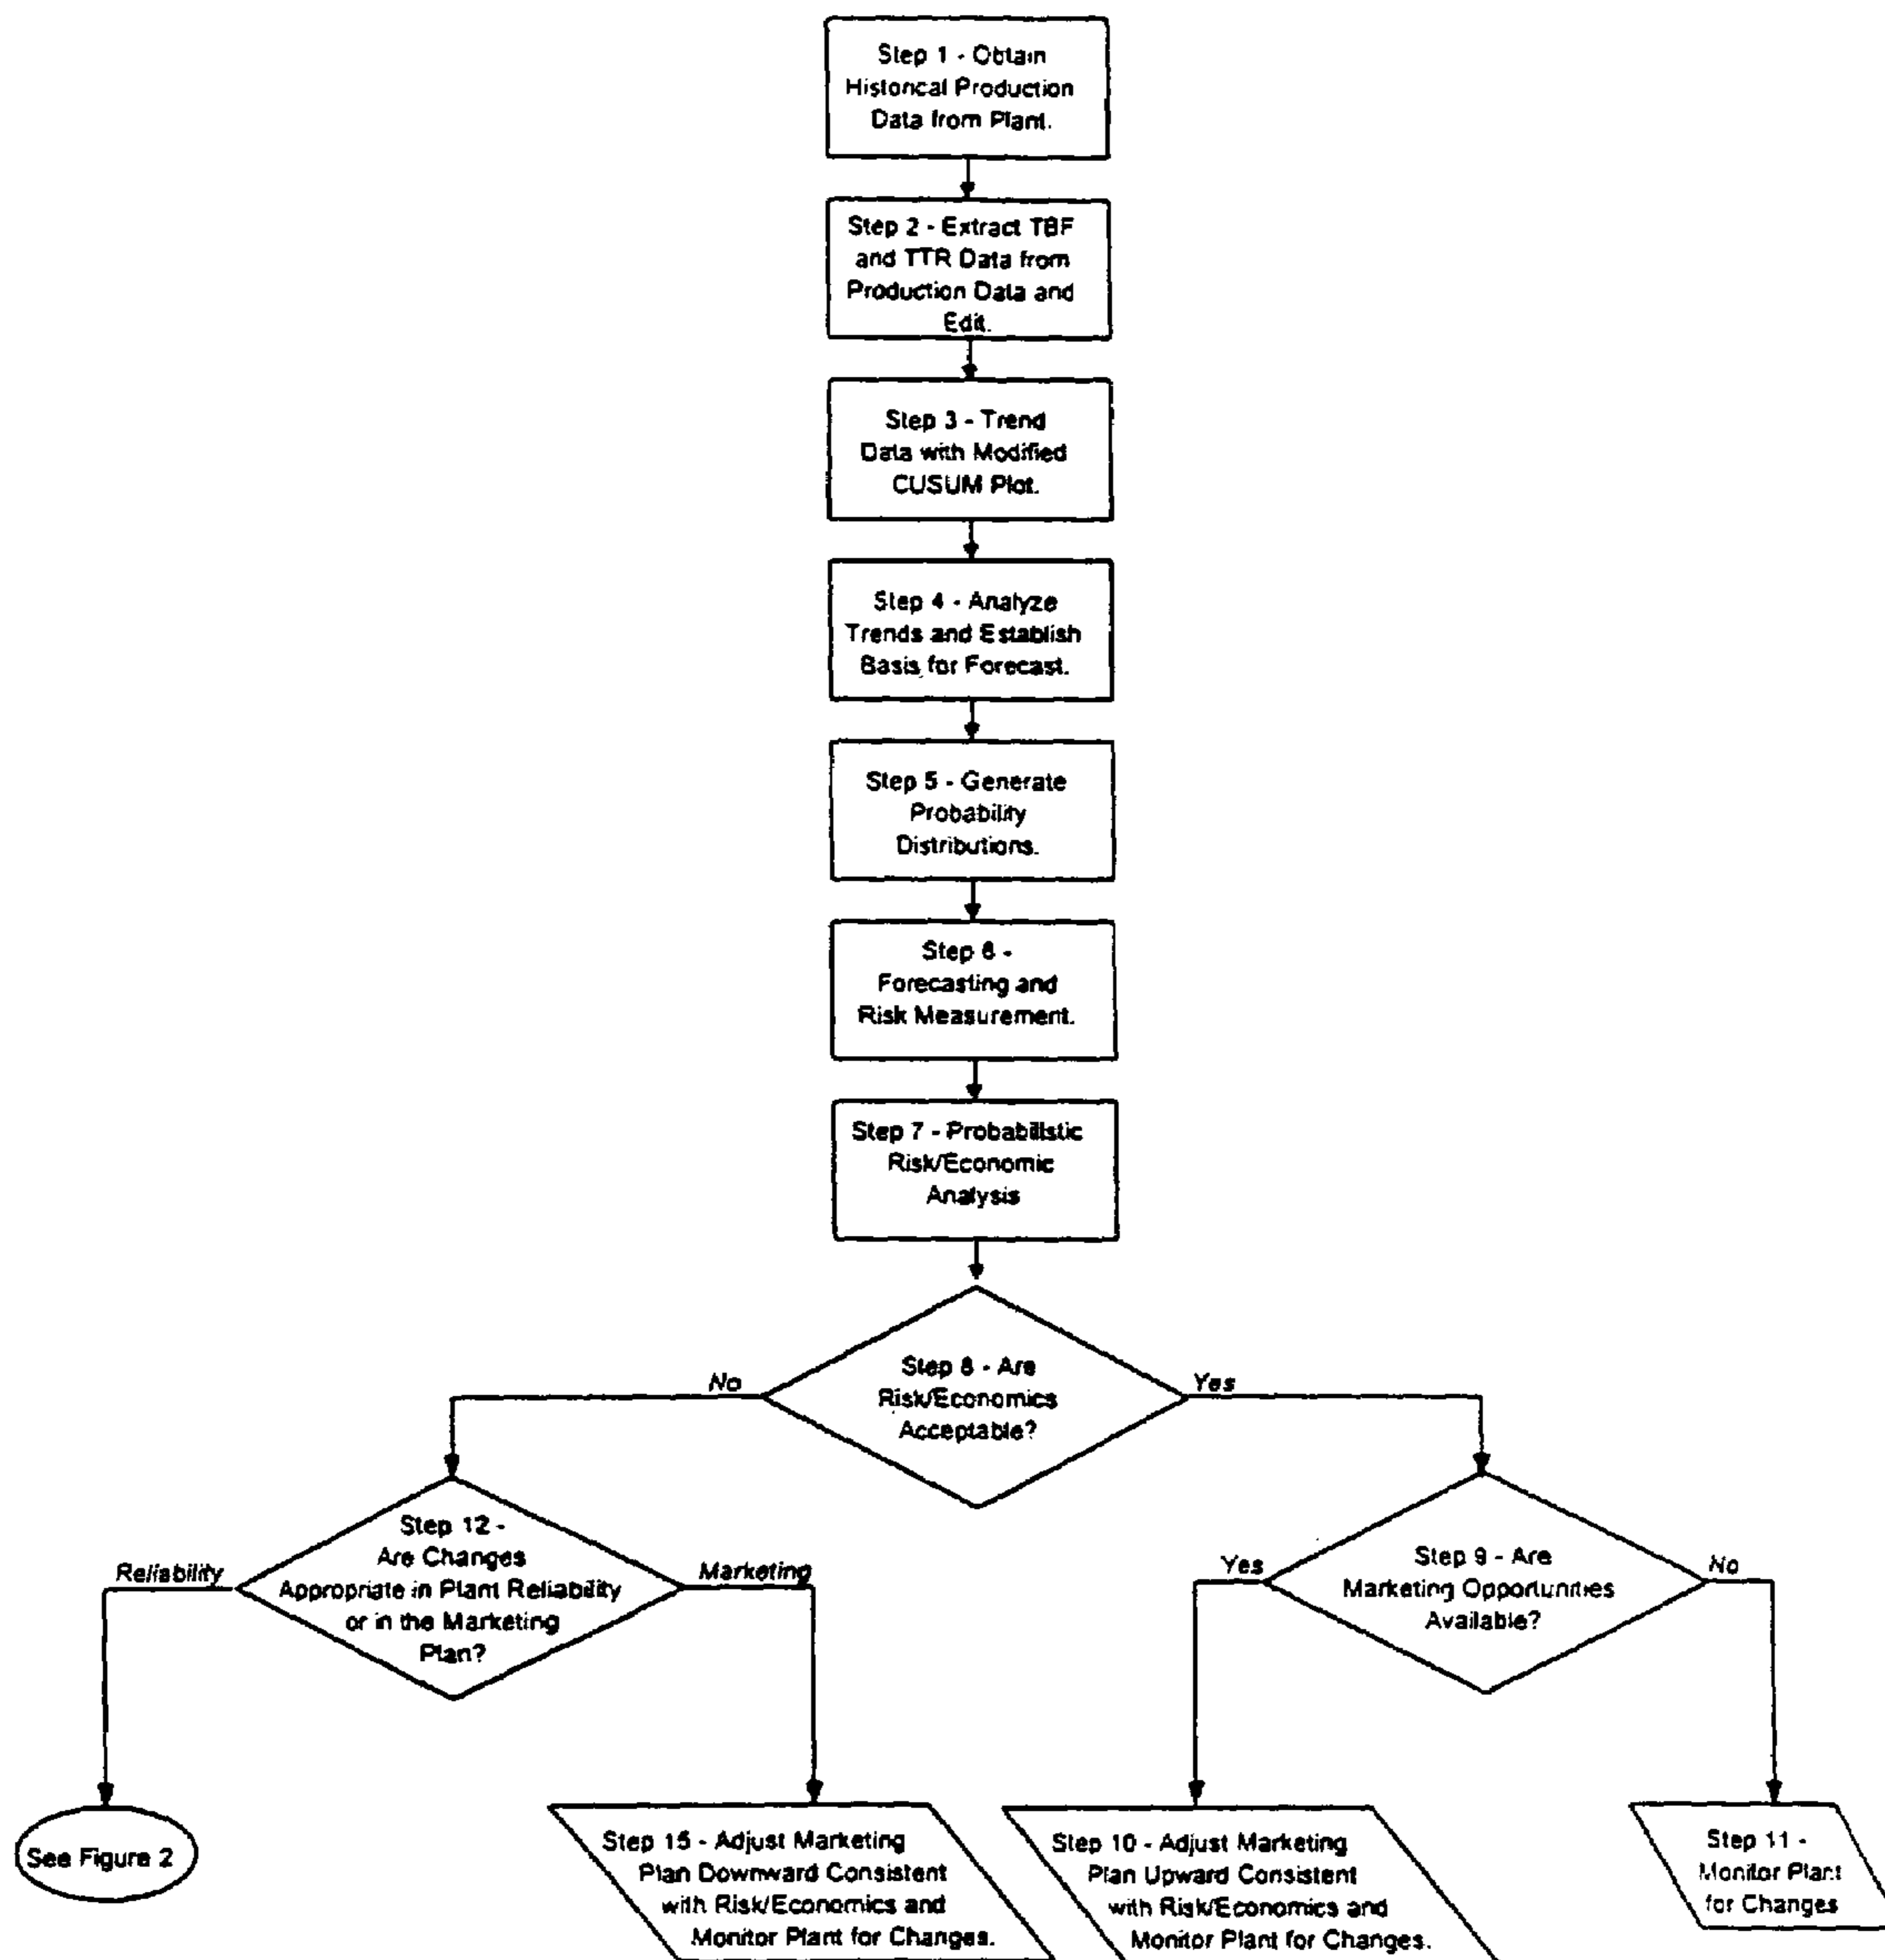 Step 1 - Obtain
Historical Production
Data from Plant.
Step 2 - Extract TBF
and TTR Data from
Production Data and
Edit.
Step 3 - Trend
Data with Modified
CUSUM Plot.
Step 4 - Analyze
Trends and Establish
Basis for Forecast.
Step 5 - Generate
Probability
Distributions.
Step 6 -
Forecasting and
Risk Measurement.
Step 7 - Probabilistic
Risk/Economic
Analysis
Step 8 - Are
Risk/Economics
Acceptable?
No
Yes
Step 12 -
Are Changes
Appropriate in Plant Reliability
or in the Marketing
Plan?
Reliability
Marketing
Step 9 - Are
Marketing Opportunities
Available?
Yes
No
See Figure 2
Step 15 - Adjust Marketing
Plan Downward Consistent
with Risk/Economics and
Monitor Plant for Changes.
Step 10 - Adjust Marketing
Plan Upward Consistent
with Risk/Economics and
Monitor Plant for Changes.
Step 11 -
Monitor Plant
for Changes